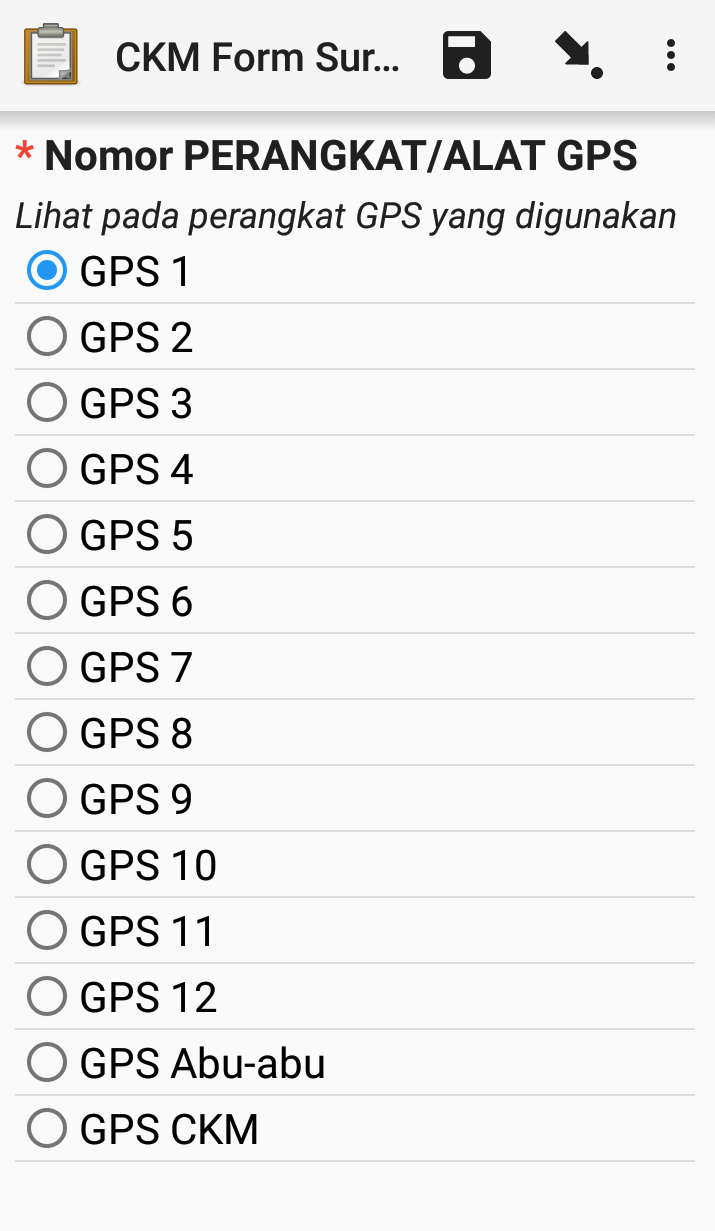 CKM Form Sur...
* Nomor PERANGKAT/ALAT GPS
Lihat pada perangkat GPS yang digunakan
GPS 1
GPS 2
GPS 3
GPS 4
GPS 5
GPS 6
GPS 7
GPS 8
GPS 9
GPS 10
GPS 11
GPS 12
GPS Abu-abu
GPS CKM